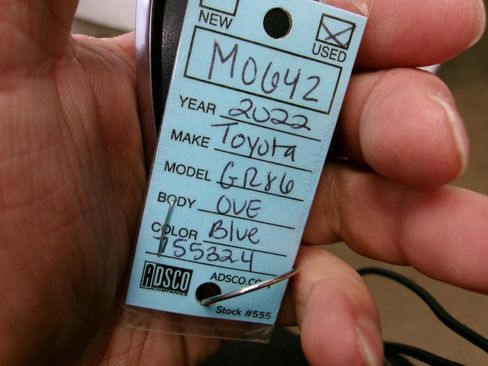 NEW USED
M0642
YEAR 2022
MAKE Toyota
MODEL GR86
BODY OVE
COLOR Blue
755324
ADSCO ADSCO.CO
COMPANIES
Stock #555